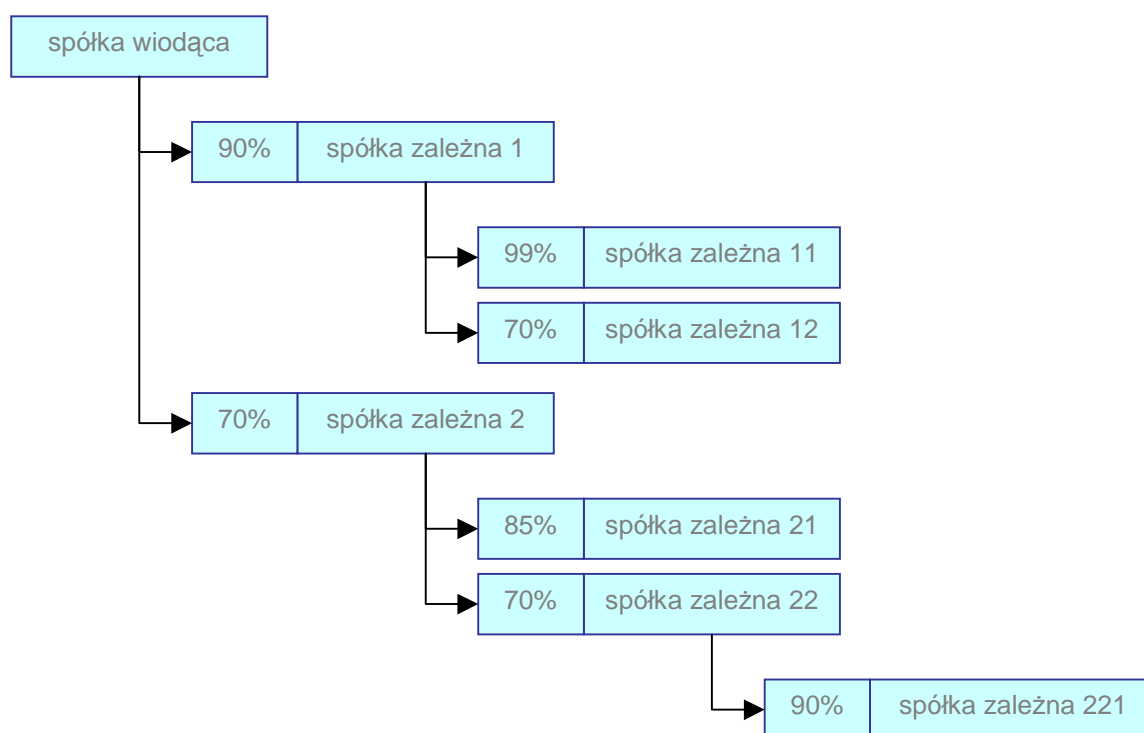 spółka wiodąca
90% spółka zależna 1
99% spółka zależna 11
70% spółka zależna 12
70% spółka zależna 2
85% spółka zależna 21
70% spółka zależna 22
90% spółka zależna 221